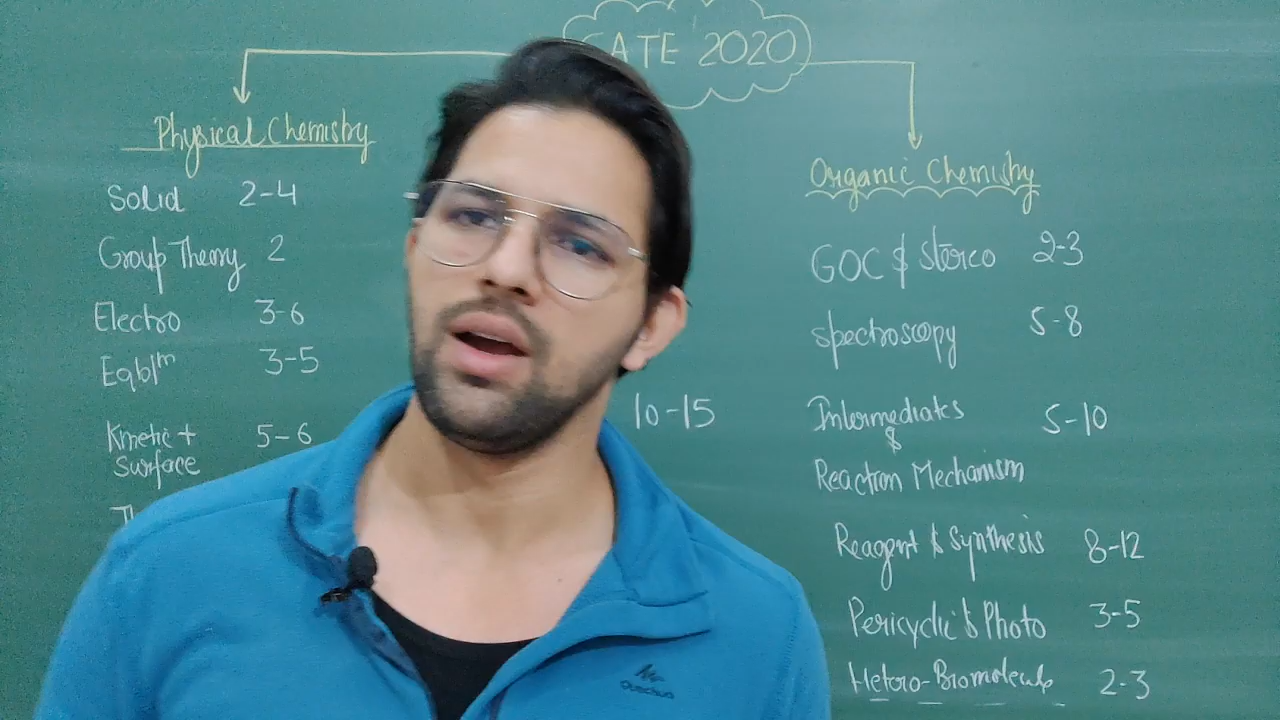 GATE 2020
Physical Chemistry
Solid 2-4
Group Theory 2
Electro 3-6
Eqblm 3-5
Kinetic + 5-6
Surface
10-15
Organic Chemistry
GOC & Stereo 2-3
spectroscopy 5-8
Intermediates 5-10
&
Reaction Mechanism
Reagent & Synthesis 8-12
Pericyclic & Photo 3-5
Hetero- 2-3
Quechua